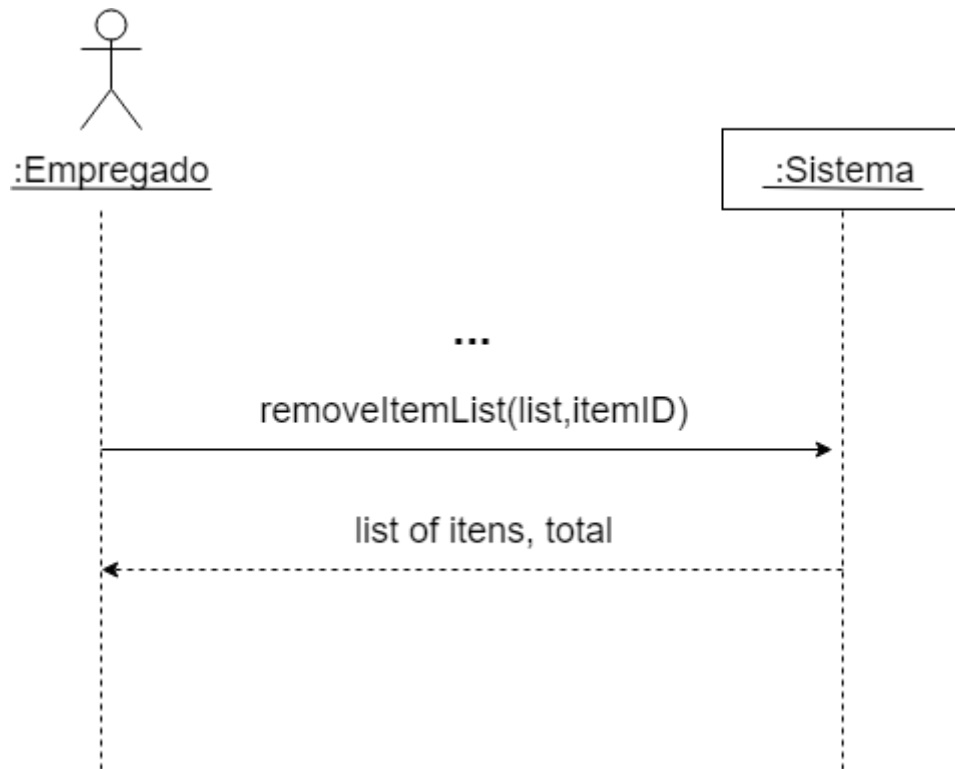 :Empregado
:Sistema
...
removeItemList(list,itemID)
list of itens, total